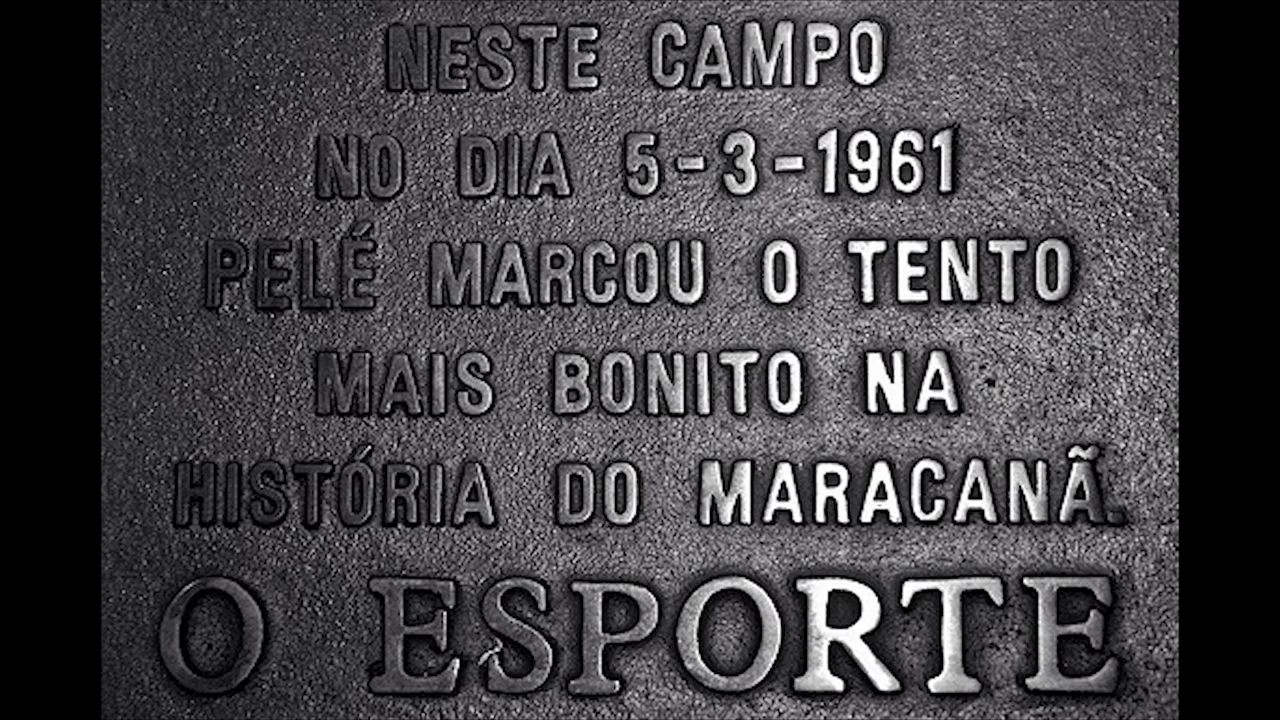 NESTE CAMPO
NO DIA 5-3-1961
PELÉ MARCOU O TENTO
MAIS BONITO NA
HISTÓRIA DO MARACANÃ.
O ESPORTE